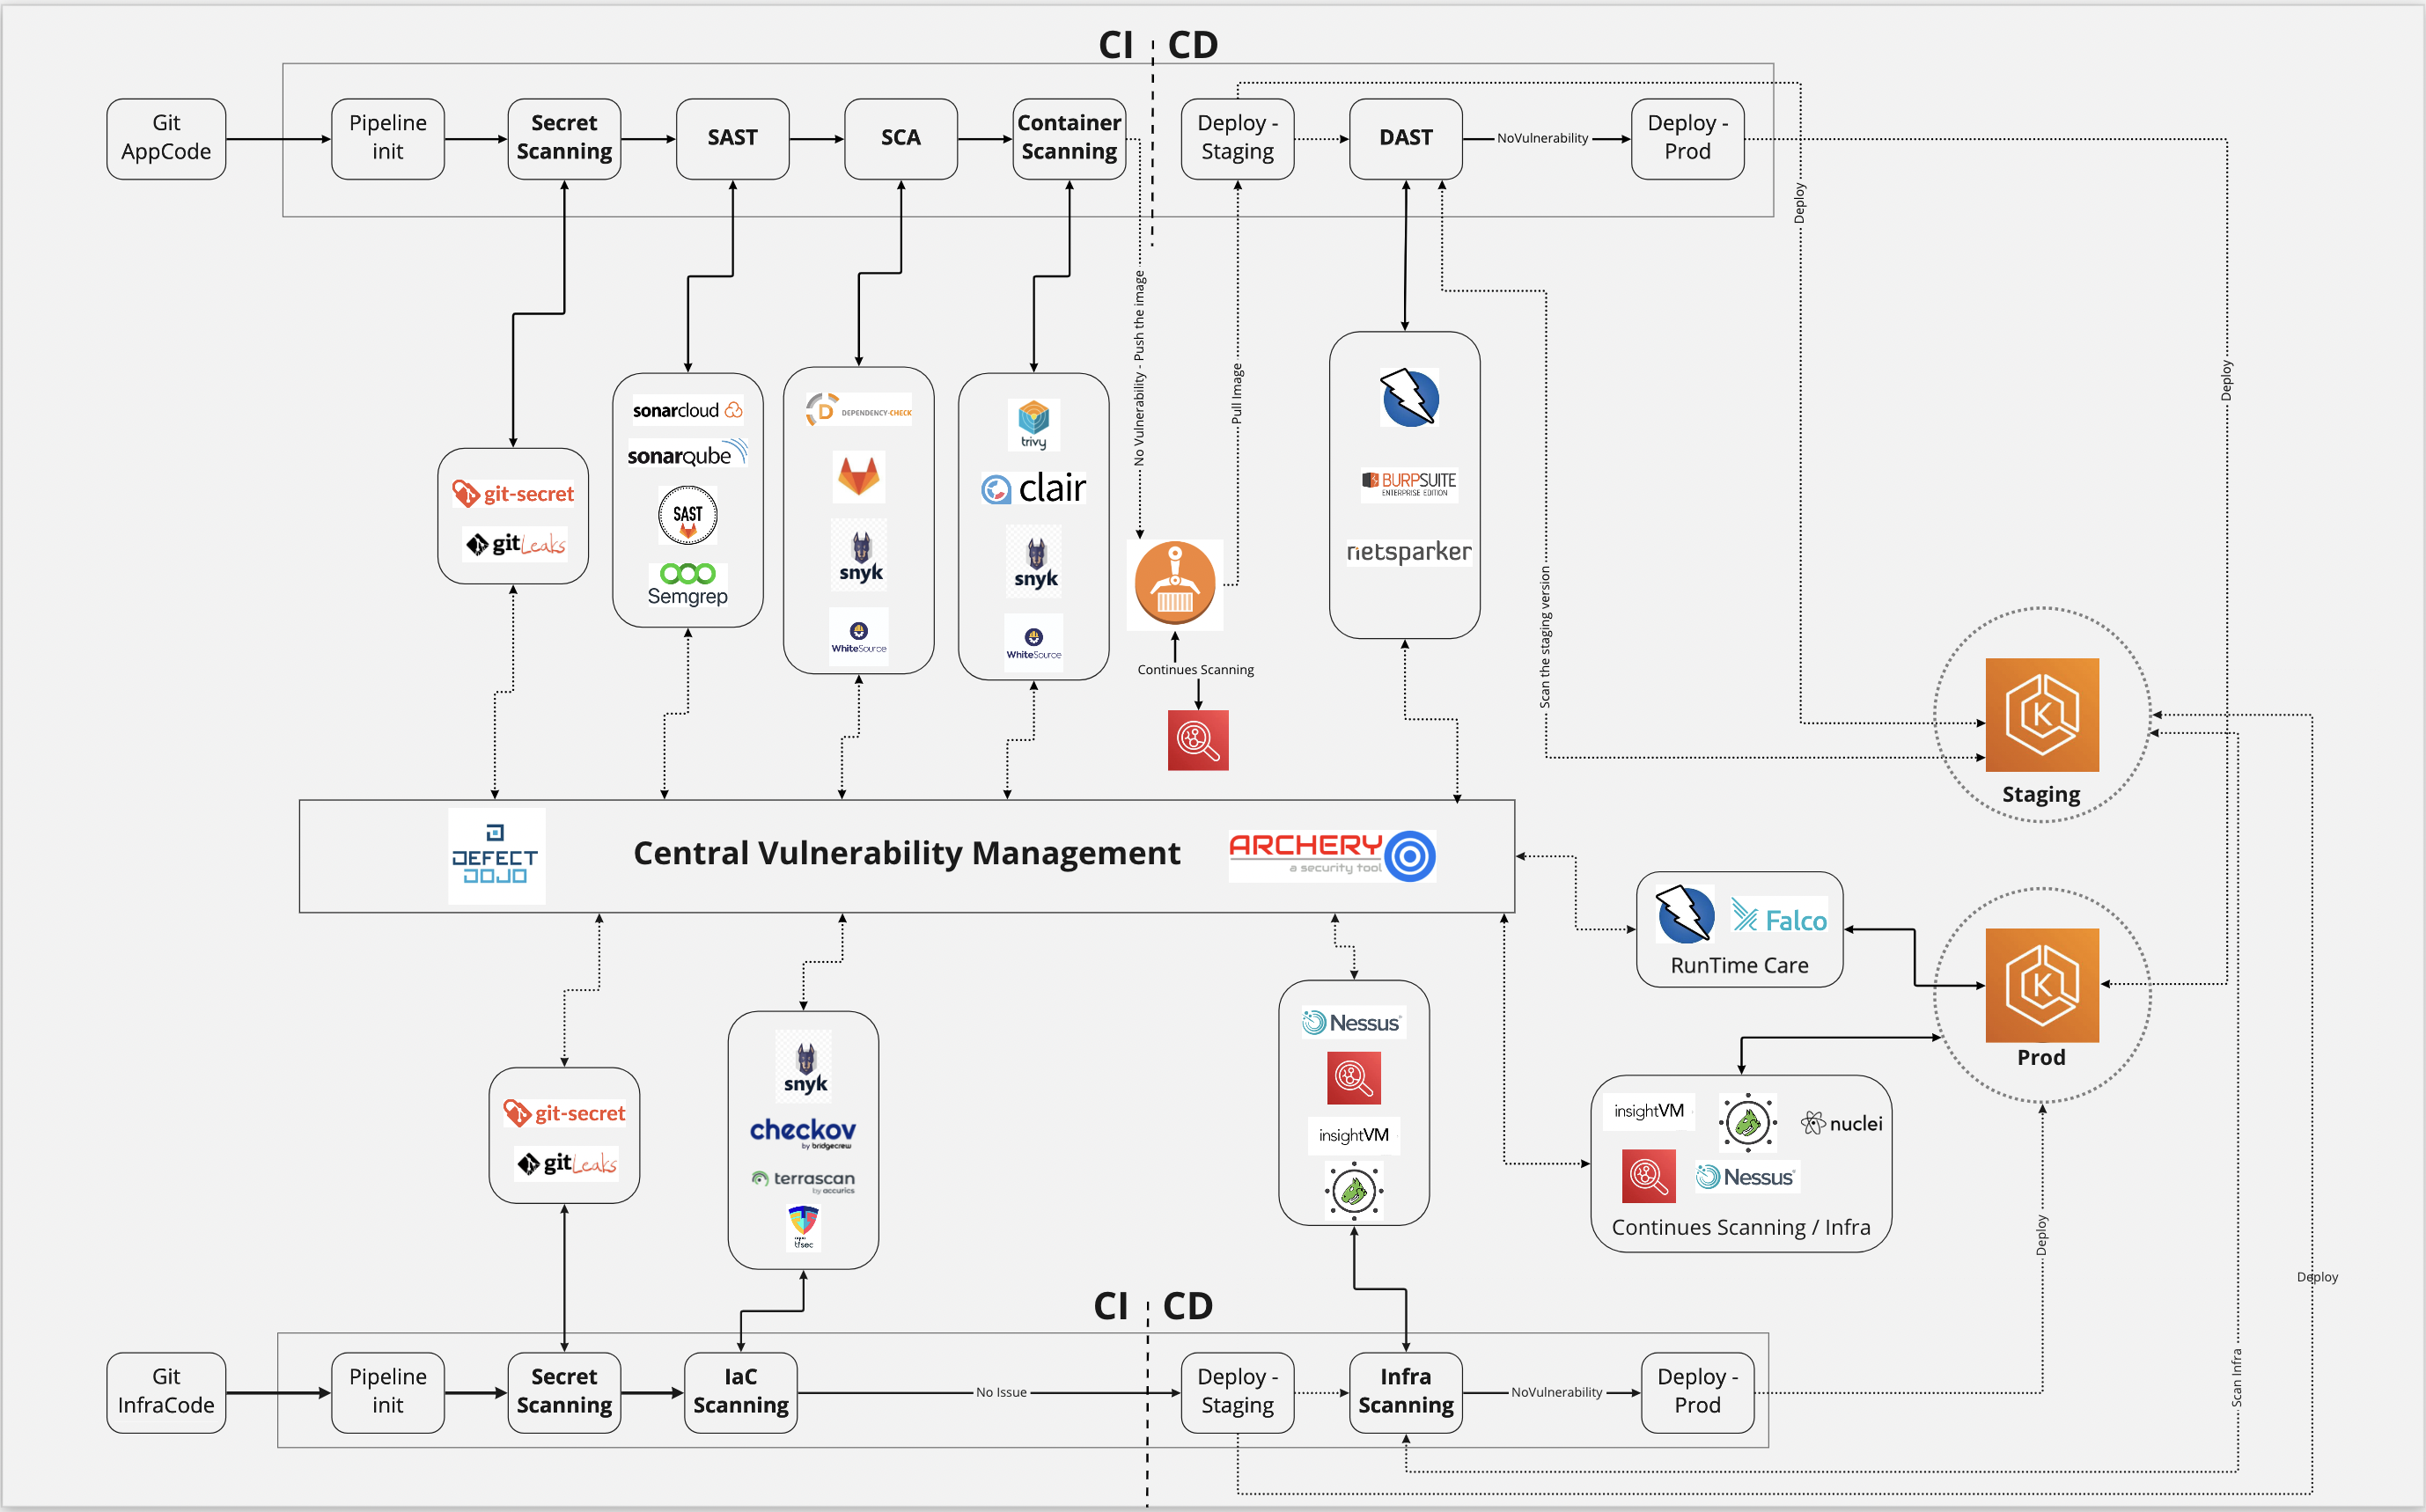 CI
CD
Git
AppCode
Pipeline
init
Secret
Scanning
SAST
SCA
Container
Scanning
Deploy -
Staging
DAST
NoVulnerability
Deploy -
Prod
Deploy
No Vulnerability - Push the image
Pull Image
Scan the staging version
Deploy
git-secret
gitLeaks
sonarcloud
sonarqube
SAST
Semgrep
DEPENDENCY-CHECK
snyk
WhiteSource
trivy
clair
snyk
WhiteSource
Continues Scanning
BURPSUITE
ENTERPRISE EDITION
netsparker
Staging
DEFECT
DOJO
Central Vulnerability Management
ARCHERY
a security tool
Falco
RunTime Care
Prod
git-secret
gitLeaks
snyk
checkov
by bridgecrew
terrascan
by accurics
tfsec
Nessus
insightVM
insightVM
nuclei
Nessus
Continues Scanning / Infra
Deploy
Deploy
Scan Infra
CI
CD
Git
InfraCode
Pipeline
init
Secret
Scanning
IaC
Scanning
No Issue
Deploy -
Staging
Infra
Scanning
NoVulnerability
Deploy -
Prod